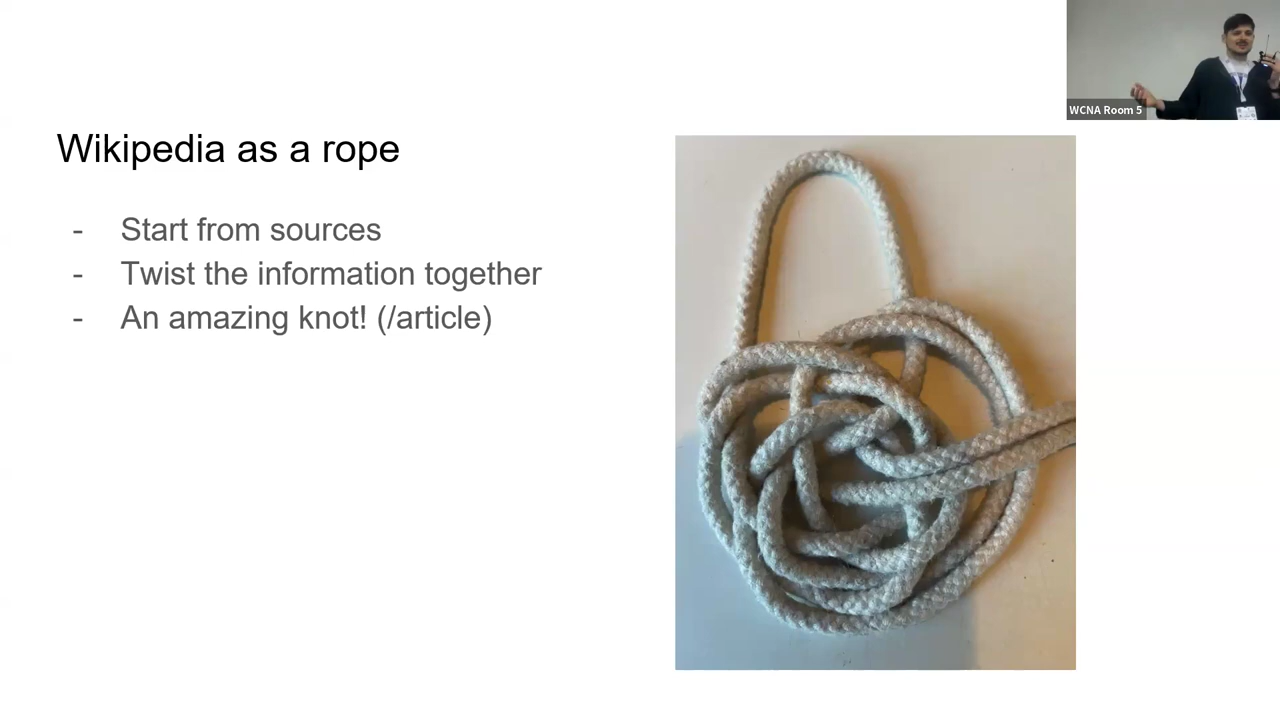 WCNA Room 5
Wikipedia as a rope
- Start from sources
- Twist the information together
- An amazing knot! (/article)